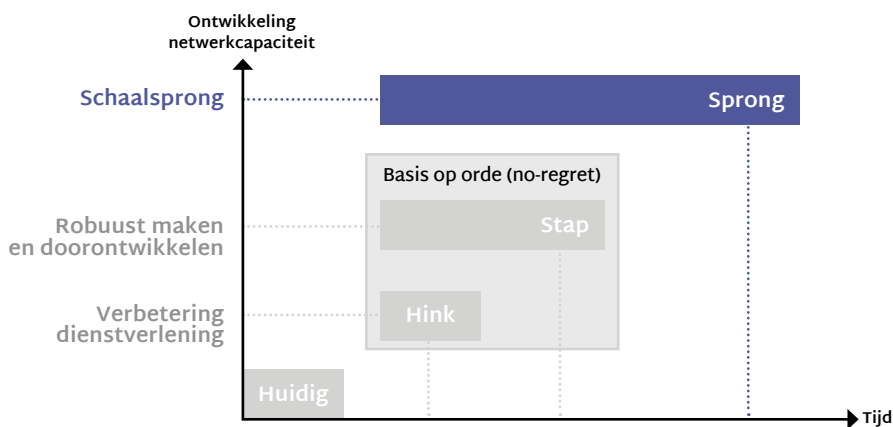 Ontwikkeling
netwerkcapaciteit
Schaalsprong
Sprong
Basis op orde (no-regret)
Robuust maken
en doorontwikkelen
Stap
Verbetering
dienstverlening
Hink
Huidig
Tijd